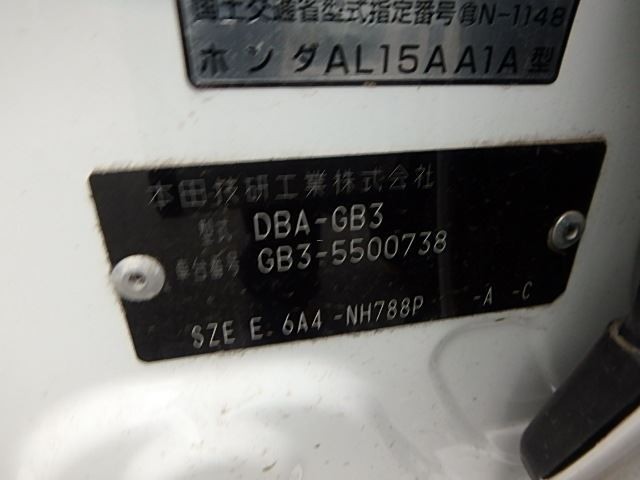 国土交通省型式指定番号 N-1148
ホンダAL15AA1A型
本田技研工業株式会社
型式 DBA-GB3
車台番号 GB3-5500738
SZE E. 6A4 -NH788P -A -C